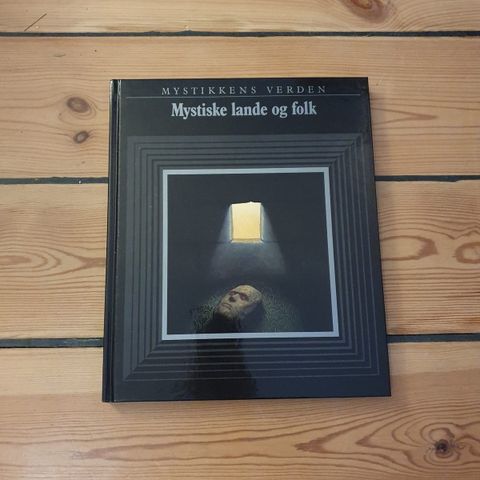 MYSTIKKENS VERDEN
Mystiske lande og folk